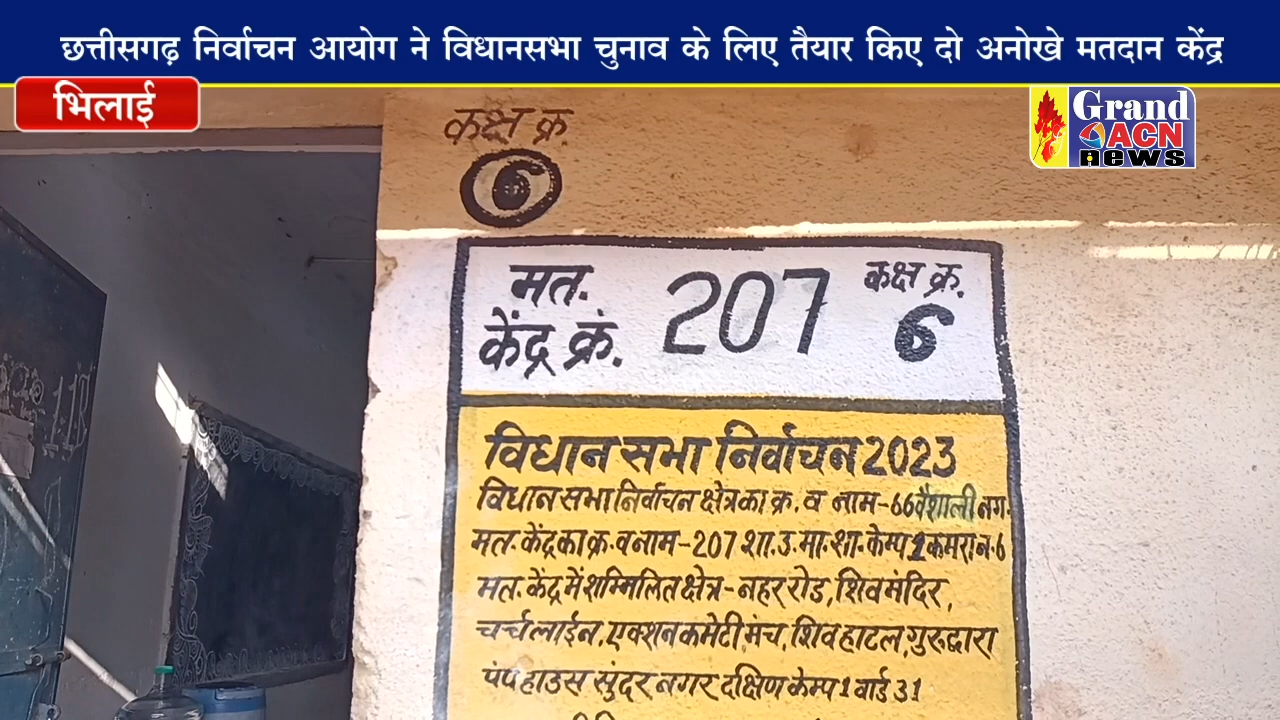 छत्तीसगढ़ निर्वाचन आयोग ने विधानसभा चुनाव के लिए तैयार किए दो अनोखे मतदान केंद्र
भिलाई
Grand
ACN
news
कक्ष क्र
6
मत.
केंद्र क्रं.
207
कक्ष क्र.
6
विधान सभा निर्वाचन 2023
विधान सभा निर्वाचन क्षेत्र का क्र. व नाम-66 वैशाली नग.
मत. केंद्र का क्र. व नाम-207 शा.उ.मा.शा. केम्प 1 कमरा न.6
मत. केंद्र में शम्मिलित क्षेत्र-नहर रोड, शिव मंदिर,
चर्च लाईन, एक्शन कमेटी मंच, शिव हाटल, गुरुद्वारा
पंप हाउस सुंदर नगर दक्षिण केम्प 1 वार्ड 31